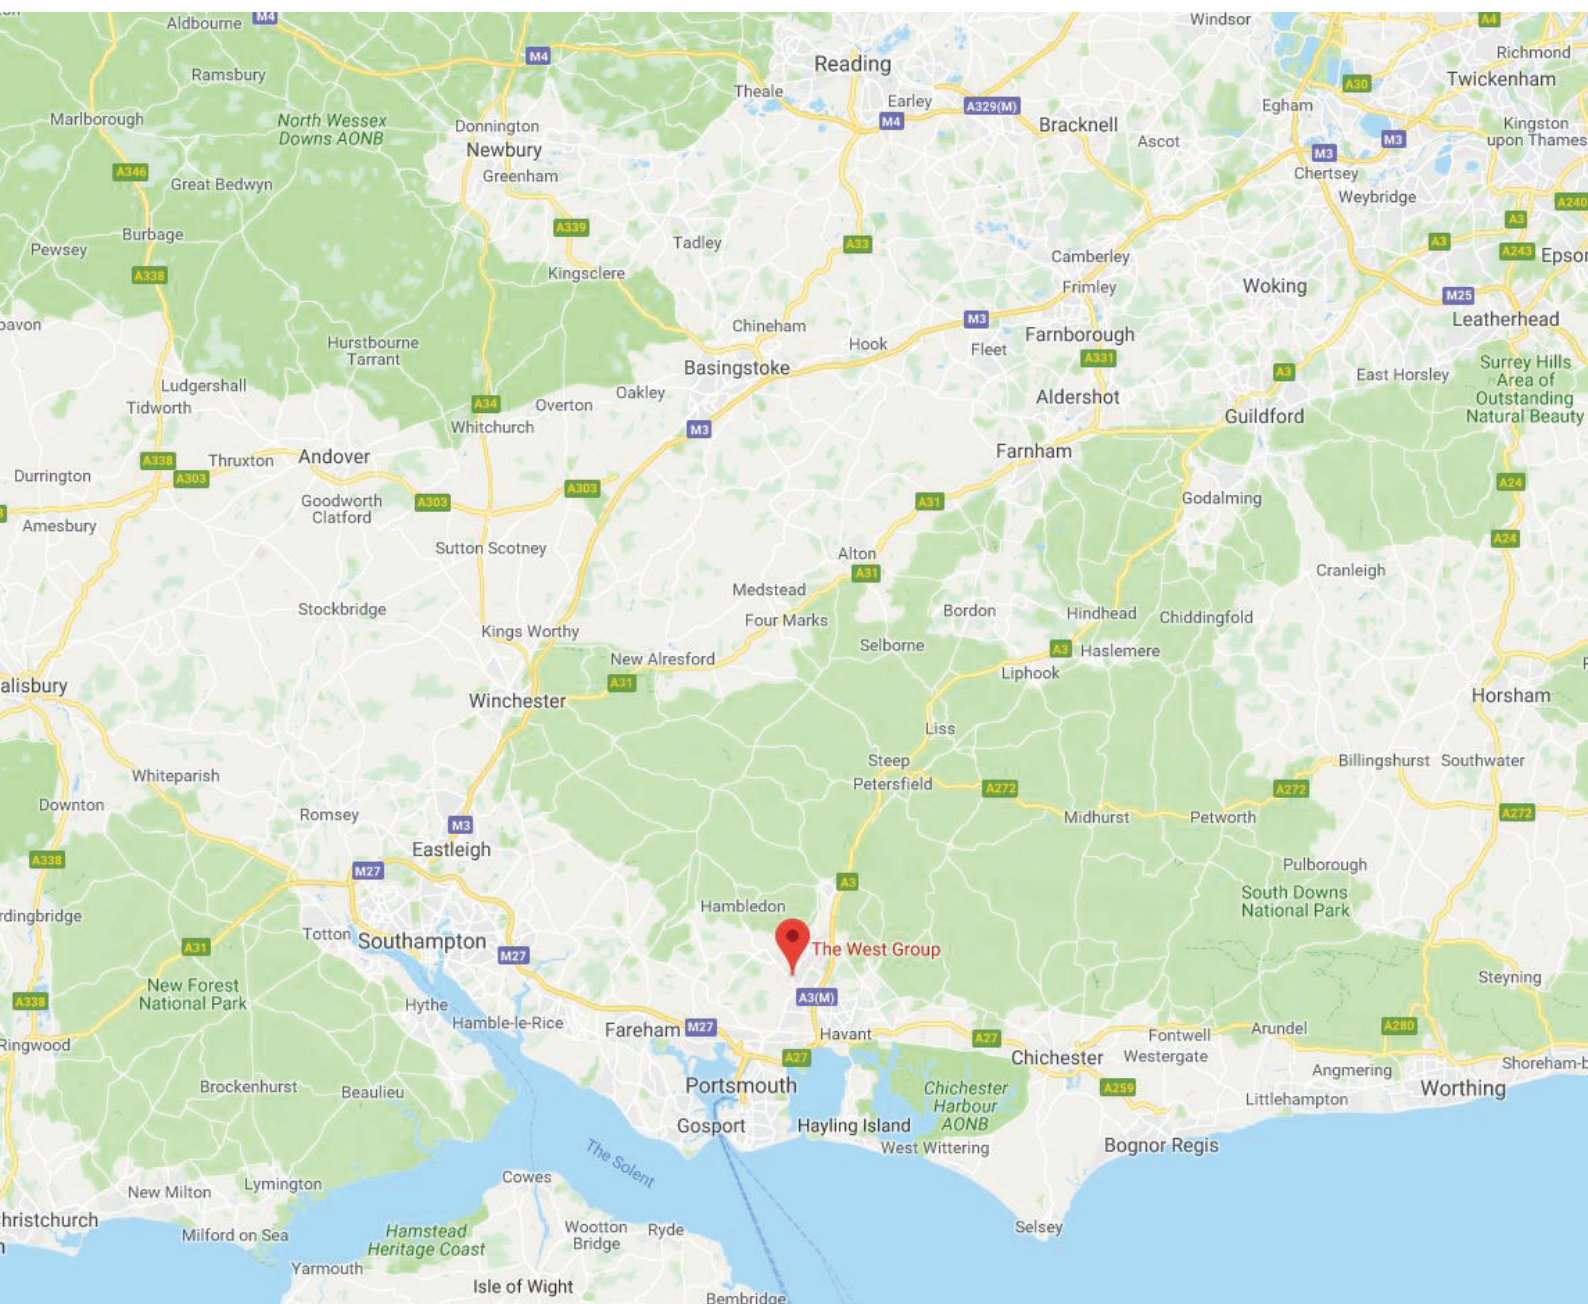 Aldbourne
M4
Windsor
A4
M4
Reading
Richmond
Twickenham
Ramsbury
Theale
Earley
A329(M)
A30
Marlborough
North Wessex
Downs AONB
Donnington
Newbury
M4
Bracknell
Egham
Kingston
upon Thames
Ascot
M3
M3
Greenham
Chertsey
A346
Great Bedwyn
Weybridge
A240
A339
A3
Burbage
Pewsey
Tadley
A33
A3
A243
Epsor
Camberley
A338
Kingsclere
Frimley
Woking
M25
Chineham
M3
Leatherhead
Hurstbourne
Tarrant
Hook
Fleet
Farnborough
A331
Basingstoke
A3
East Horsley
Surrey Hills
Area of
Outstanding
Natural Beauty
Ludgershall
Tidworth
Oakley
Overton
A34
Whitchurch
Aldershot
Guildford
M3
A338
Thruxton
Andover
Farnham
Durrington
A303
Goodworth
Clatford
A303
A303
A31
Godalming
A24
Amesbury
Sutton Scotney
Alton
A24
A31
Cranleigh
Stockbridge
Medstead
Four Marks
Bordon
Hindhead
Chiddingfold
Kings Worthy
Selborne
A3
Haslemere
New Alresford
A31
Liphook
alisbury
Winchester
Horsham
Liss
Whiteparish
Steep
Petersfield
A272
A272
Billingshurst
Southwater
Downton
Romsey
M3
Midhurst
Petworth
A272
Eastleigh
A338
M27
A3
Pulborough
South Downs
National Park
Hambledon
rdingbridge
Totton
Southampton
The West Group
A31
M27
New Forest
National Park
A338
Steyning
A3(M)
Hythe
Hamble-le-Rice
Fareham
M27
Havant
A27
Fontwell
Arundel
A280
Ringwood
A27
Chichester
Westergate
Angmering
Shoreham-b
Brockenhurst
Beaulieu
Portsmouth
Chichester
Harbour
AONB
A259
Littlehampton
Worthing
Gosport
Hayling Island
West Wittering
Bognor Regis
The Solent
New Milton
Lymington
Cowes
hristchurch
Milford on Sea
Hamstead
Heritage Coast
Wootton
Bridge
Ryde
Selsey
Yarmouth
Isle of Wight
Bembridge